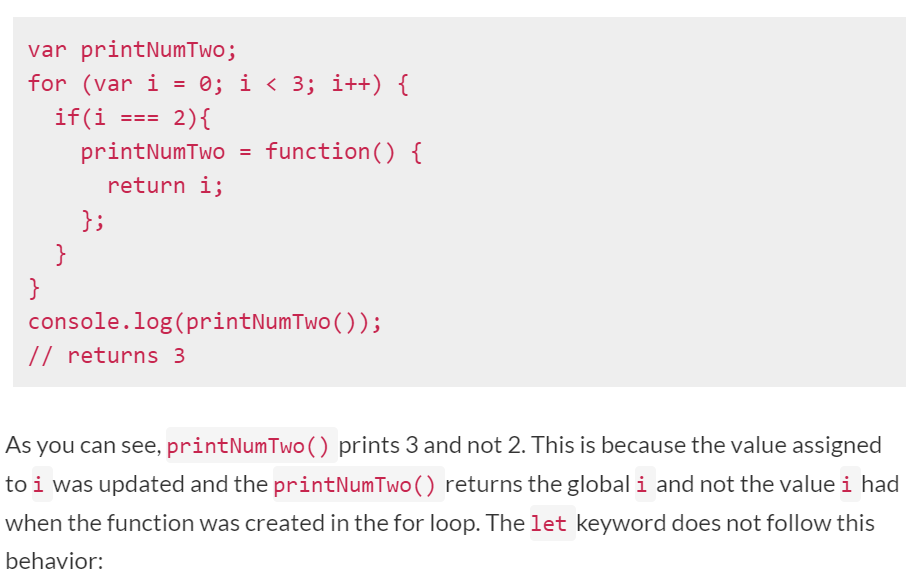 var printNumTwo;
for (var i = 0; i < 3; i++) {
  if(i === 2){
    printNumTwo = function() {
      return i;
    };
  }
}
console.log(printNumTwo());
// returns 3
As you can see, printNumTwo() prints 3 and not 2. This is because the value assigned
to i was updated and the printNumTwo() returns the global i and not the value i had
when the function was created in the for loop. The let keyword does not follow this
behavior: